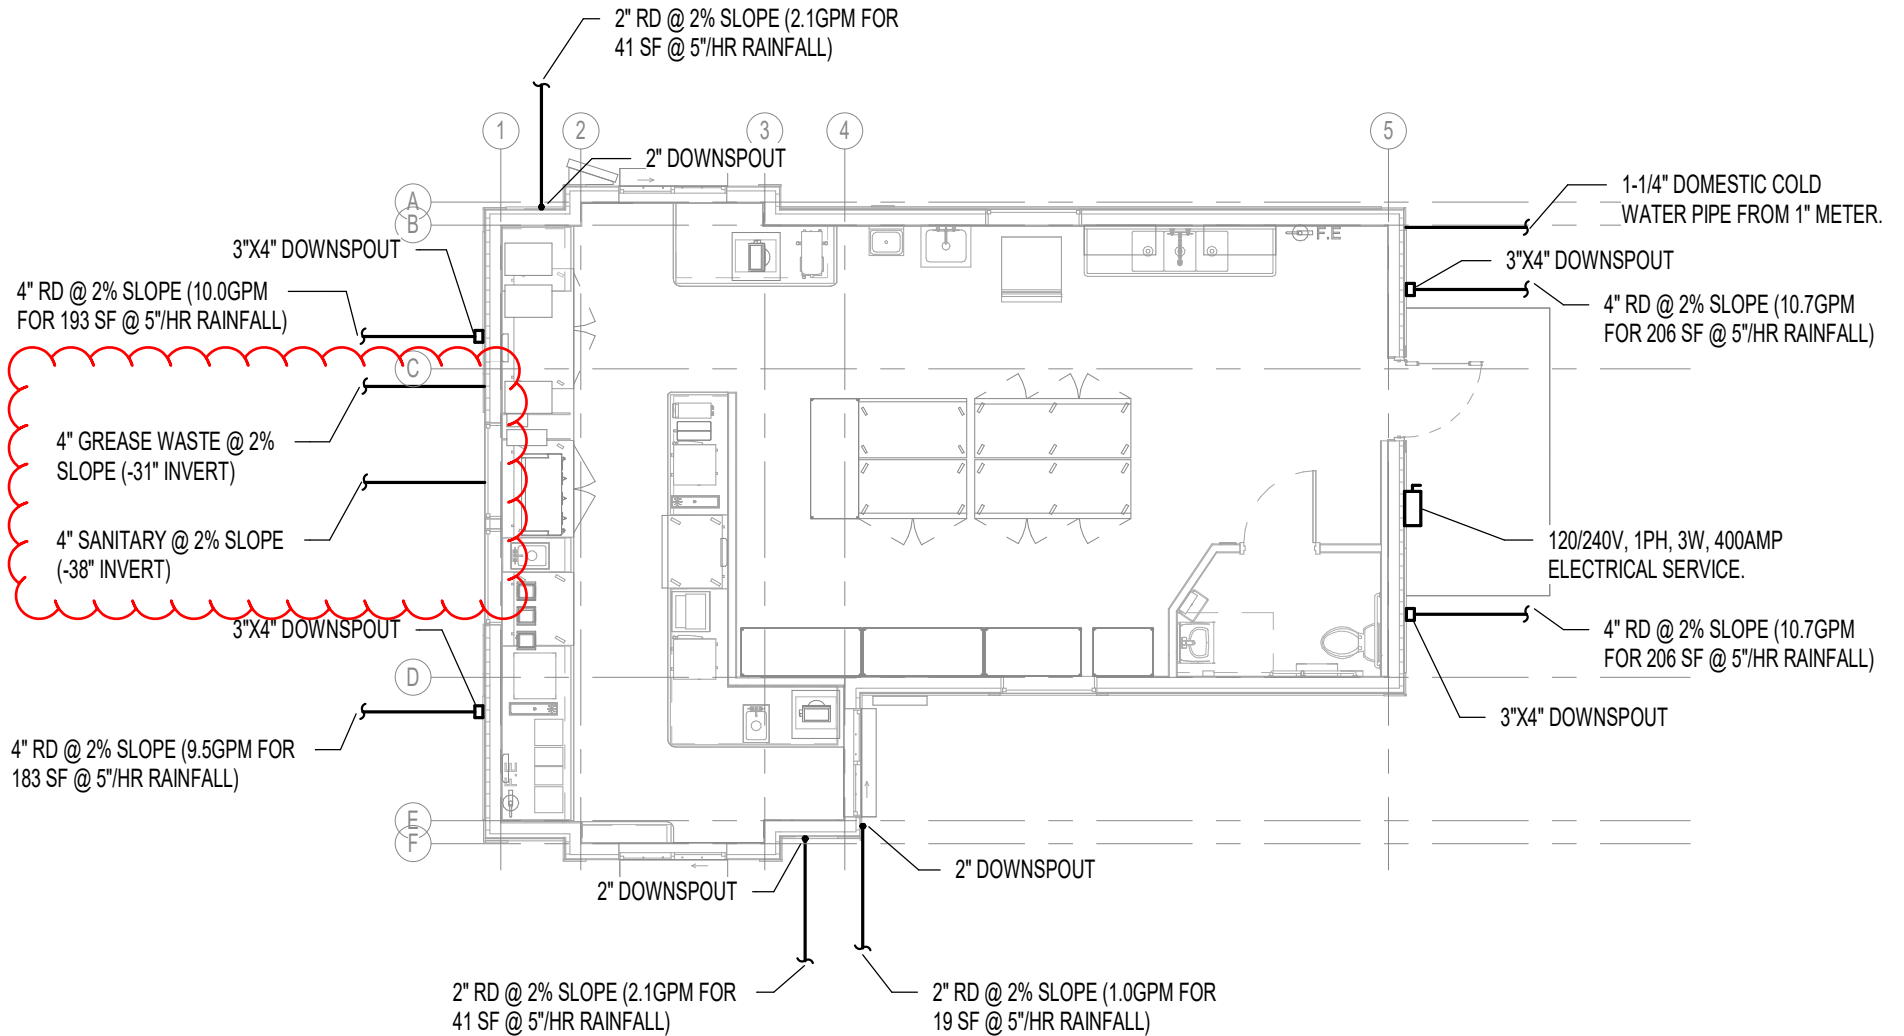 2" RD @ 2% SLOPE (2.1GPM FOR
41 SF @ 5"/HR RAINFALL)
1
2
3
4
5
2" DOWNSPOUT
A
B
1-1/4" DOMESTIC COLD
WATER PIPE FROM 1" METER.
F.E
3"X4" DOWNSPOUT
3"X4" DOWNSPOUT
4" RD @ 2% SLOPE (10.0GPM
FOR 193 SF @ 5"/HR RAINFALL)
4" RD @ 2% SLOPE (10.7GPM
FOR 206 SF @ 5"/HR RAINFALL)
C
4" GREASE WASTE @ 2%
SLOPE (-31" INVERT)
4" SANITARY @ 2% SLOPE
(-38" INVERT)
120/240V, 1PH, 3W, 400AMP
ELECTRICAL SERVICE.
3"X4" DOWNSPOUT
4" RD @ 2% SLOPE (10.7GPM
FOR 206 SF @ 5"/HR RAINFALL)
D
3"X4" DOWNSPOUT
4" RD @ 2% SLOPE (9.5GPM FOR
183 SF @ 5"/HR RAINFALL)
F.E
E
F
2" DOWNSPOUT
2" DOWNSPOUT
2" RD @ 2% SLOPE (2.1GPM FOR
41 SF @ 5"/HR RAINFALL)
2" RD @ 2% SLOPE (1.0GPM FOR
19 SF @ 5"/HR RAINFALL)